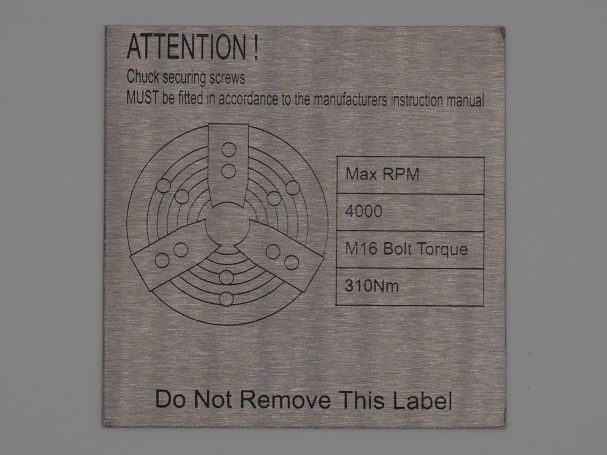 ATTENTION !
Chuck securing screws
MUST be fitted in accordance to the manufacturers instruction manual
Max RPM
4000
M16 Bolt Torque
310Nm
Do Not Remove This Label